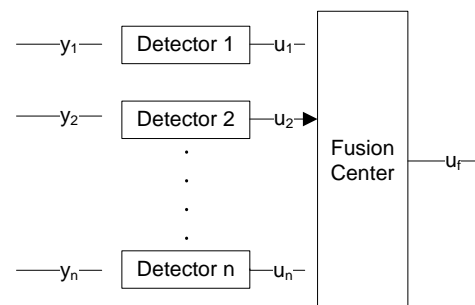 y₁ Detector 1 u₁
y₂ Detector 2 u₂
Fusion
Center
u_f
yₙ Detector n uₙ